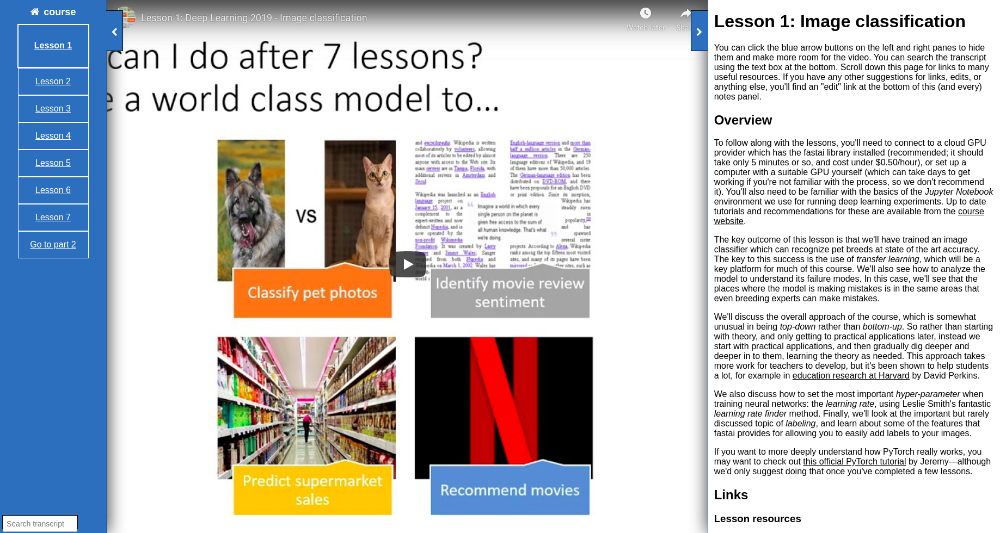 course
Lesson 1
Lesson 2
Lesson 3
Lesson 4
Lesson 5
Lesson 6
Lesson 7
Go to part 2
Search transcript
Lesson 1: Deep Learning 2019 - Image classification
Watch later
can I do after 7 lessons?
a world class model to...
VS
and encyclopedia. Wikipedia is written
collaboratively by volunteers, allowing
most of its articles to be edited by almost
anyone with access to the Web site. Its
main servers are in Tampa, Florida, with
additional servers in Amsterdam and
Seoul.
Wikipedia was launched as an English
language project on
January 15, 2001, as a
complement to the
expert-written and now
defunct Nupedia, and is
now operated by the
non-profit Wikimedia
Foundation. It was created by Larry
and Jimmy Wales; Sanger
from both Nupedia and
on March 1, 2002. Wales has
English-language version and more than
half a million articles in the German-
language version. There are 250
language editions of Wikipedia, and 19
of them have more than 50,000 articles.
The German-language edition has been
distributed on DVD-ROM, and there
have been proposals for an English DVD
or print edition. Since its inception,
Wikipedia has
steadily risen
in
popularity,
and has
spawned
several sister
projects. According to Alexa, Wikipedia
ranks among the top fifteen most visited
sites, and many of its pages have been
mirrored sites, such as
Imagine a world in which every
single person on the planet is
given free access to the sum of
all human knowledge. That's what
we're doing.
Classify pet photos
Identify movie review
sentiment
Predict supermarket
sales
Recommend movies
Lesson 1: Image classification
You can click the blue arrow buttons on the left and right panes to hide
them and make more room for the video. You can search the transcript
using the text box at the bottom. Scroll down this page for links to many
useful resources. If you have any other suggestions for links, edits, or
anything else, you'll find an "edit" link at the bottom of this (and every)
notes panel.
Overview
To follow along with the lessons, you'll need to connect to a cloud GPU
provider which has the fastai library installed (recommended; it should
take only 5 minutes or so, and cost under $0.50/hour), or set up a
computer with a suitable GPU yourself (which can take days to get
working if you're not familiar with the process, so we don't recommend
it). You'll also need to be familiar with the basics of the Jupyter Notebook
environment we use for running deep learning experiments. Up to date
tutorials and recommendations for these are available from the course
website.
The key outcome of this lesson is that we'll have trained an image
classifier which can recognize pet breeds at state of the art accuracy.
The key to this success is the use of transfer learning, which will be a
key platform for much of this course. We'll also see how to analyze the
model to understand its failure modes. In this case, we'll see that the
places where the model is making mistakes is in the same areas that
even breeding experts can make mistakes.
We'll discuss the overall approach of the course, which is somewhat
unusual in being top-down rather than bottom-up. So rather than starting
with theory, and only getting to practical applications later, instead we
start with practical applications, and then gradually dig deeper and
deeper in to them, learning the theory as needed. This approach takes
more work for teachers to develop, but it's been shown to help students
a lot, for example in education research at Harvard by David Perkins.
We also discuss how to set the most important hyper-parameter when
training neural networks: the learning rate, using Leslie Smith's fantastic
learning rate finder method. Finally, we'll look at the important but rarely
discussed topic of labeling, and learn about some of the features that
fastai provides for allowing you to easily add labels to your images.
If you want to more deeply understand how PyTorch really works, you
may want to check out this official PyTorch tutorial by Jeremy—although
we'd only suggest doing that once you've completed a few lessons.
Links
Lesson resources